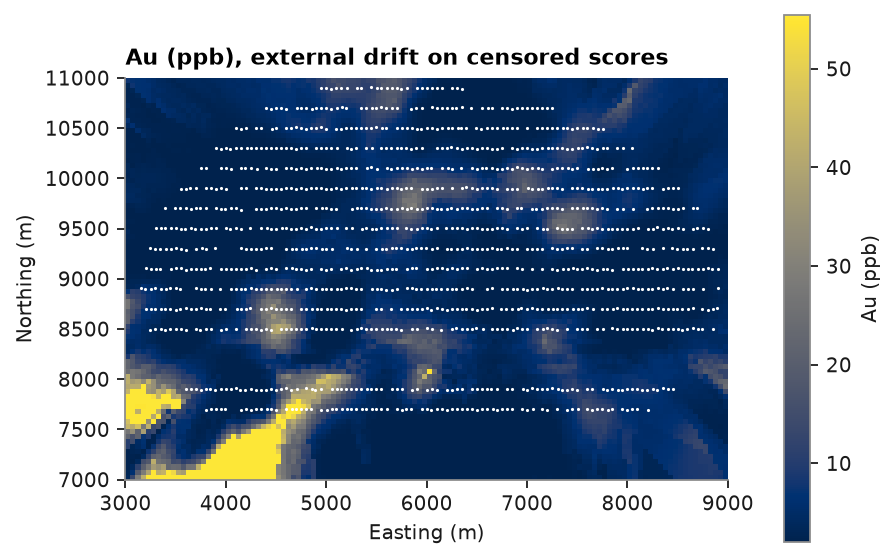 Au (ppb), external drift on censored scores
11000
10500
10000
9500
9000
8500
8000
7500
7000
Northing (m)
3000 4000 5000 6000 7000 8000 9000
Easting (m)
50
40
30
20
10
Au (ppb)